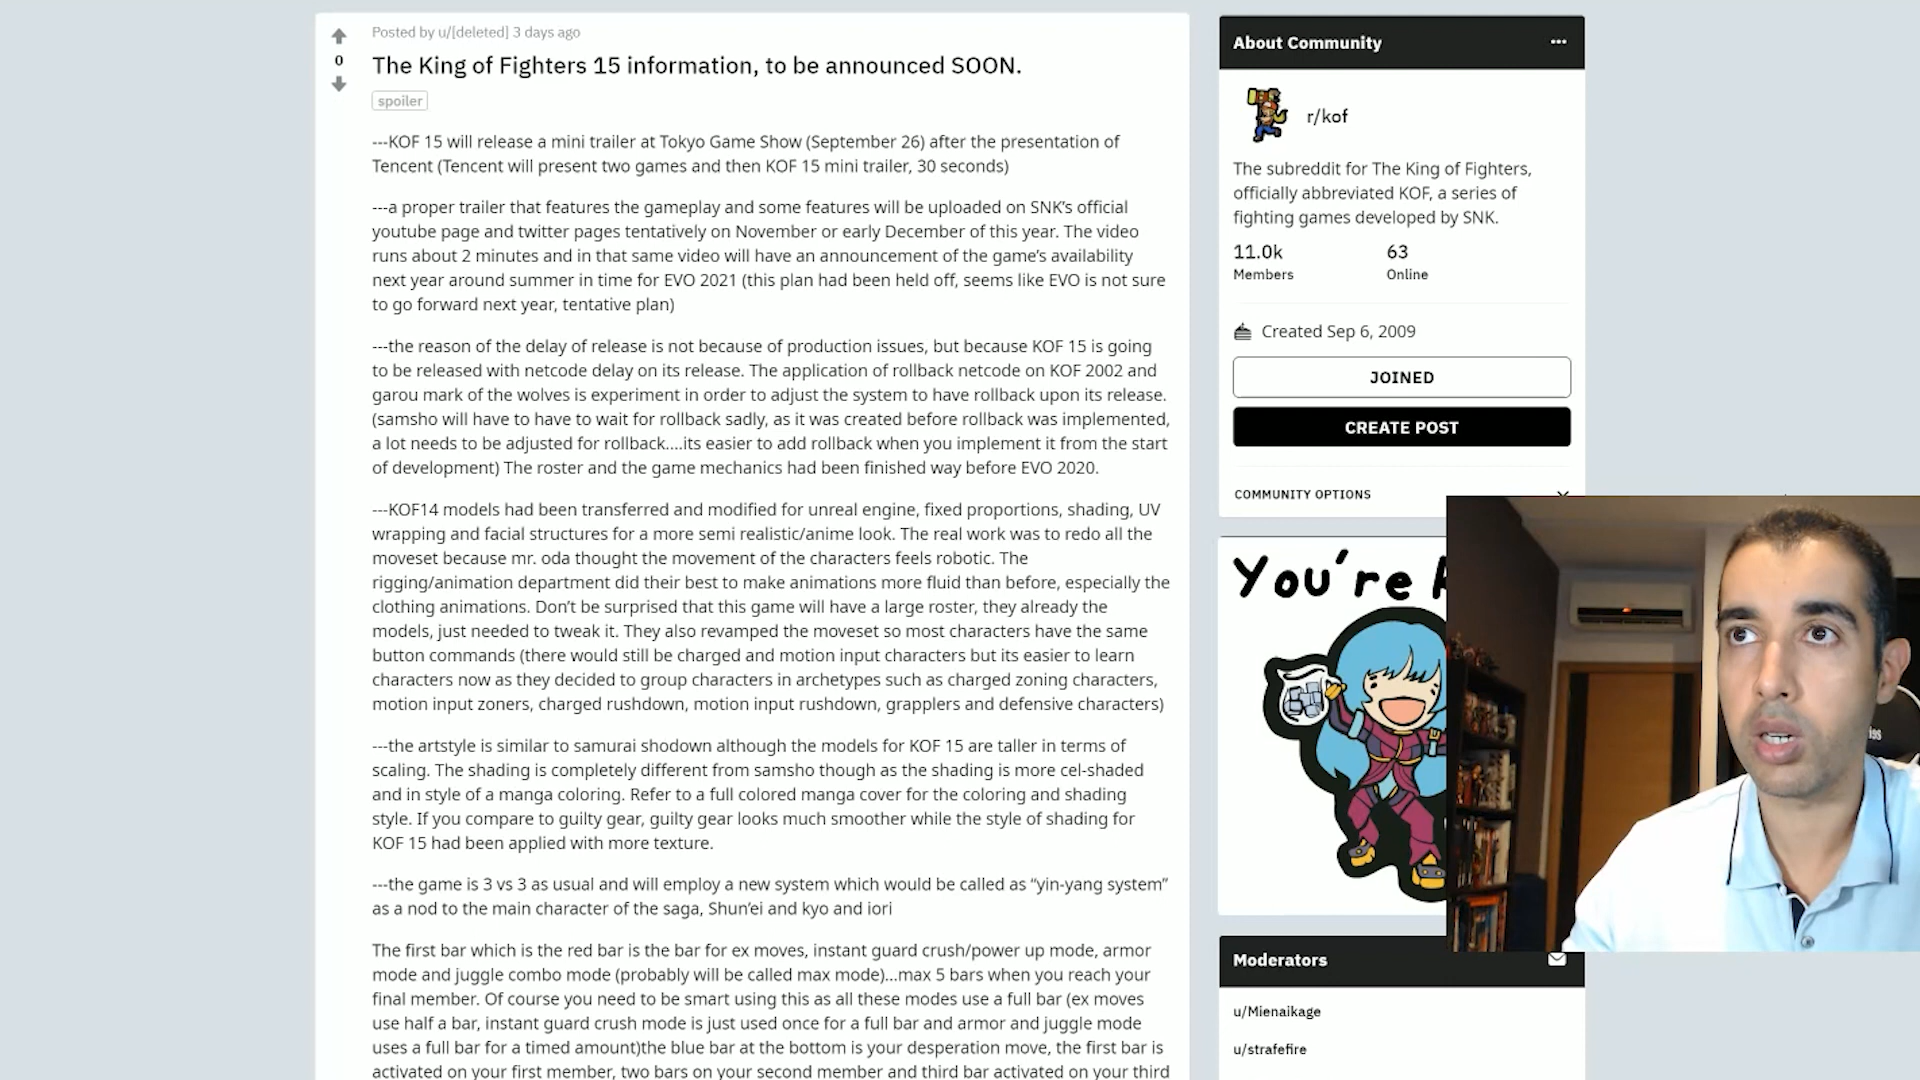 Posted by u/[deleted] 3 days ago
0
The King of Fighters 15 information, to be announced SOON.
spoiler
---KOF 15 will release a mini trailer at Tokyo Game Show (September 26) after the presentation of
Tencent (Tencent will present two games and then KOF 15 mini trailer, 30 seconds)
---a proper trailer that features the gameplay and some features will be uploaded on SNK's official
youtube page and twitter pages tentatively on November or early December of this year. The video
runs about 2 minutes and in that same video will have an announcement of the game's availability
next year around summer in time for EVO 2021 (this plan had been held off, seems like EVO is not sure
to go forward next year, tentative plan)
---the reason of the delay of release is not because of production issues, but because KOF 15 is going
to be released with netcode delay on its release. The application of rollback netcode on KOF 2002 and
garou mark of the wolves is experiment in order to adjust the system to have rollback upon its release.
(samsho will have to have to wait for rollback sadly, as it was created before rollback was implemented,
a lot needs to be adjusted for rollback....its easier to add rollback when you implement it from the start
of development) The roster and the game mechanics had been finished way before EVO 2020.
---KOF14 models had been transferred and modified for unreal engine, fixed proportions, shading, UV
wrapping and facial structures for a more semi realistic/anime look. The real work was to redo all the
moveset because mr. oda thought the movement of the characters feels robotic. The
rigging/animation department did their best to make animations more fluid than before, especially the
clothing animations. Don't be surprised that this game will have a large roster, they already the
models, just needed to tweak it. They also revamped the moveset so most characters have the same
button commands (there would still be charged and motion input characters but its easier to learn
characters now as they decided to group characters in archetypes such as charged zoning characters,
motion input zoners, charged rushdown, motion input rushdown, grapplers and defensive characters)
---the artstyle is similar to samurai shodown although the models for KOF 15 are taller in terms of
scaling. The shading is completely different from samsho though as the shading is more cel-shaded
and in style of a manga coloring. Refer to a full colored manga cover for the coloring and shading
style. If you compare to guilty gear, guilty gear looks much smoother while the style of shading for
KOF 15 had been applied with more texture.
---the game is 3 vs 3 as usual and will employ a new system which would be called as “yin-yang system”
as a nod to the main character of the saga, Shun'ei and kyo and iori
The first bar which is the red bar is the bar for ex moves, instant guard crush/power up mode, armor
mode and juggle combo mode (probably will be called max mode)...max 5 bars when you reach your
final member. Of course you need to be smart using this as all these modes use a full bar (ex moves
use half a bar, instant guard crush mode is just used once for a full bar and armor and juggle mode
uses a full bar for a timed amount)the blue bar at the bottom is your desperation move, the first bar is
activated on your first member, two bars on your second member and third bar activated on your third
About Community
r/kof
The subreddit for The King of Fighters,
officially abbreviated KOF, a series of
fighting games developed by SNK.
11.0k
63
Members
Online
Created Sep 6, 2009
JOINED
CREATE POST
COMMUNITY OPTIONS
You're
Moderators
u/Mienaikage
u/strafefire